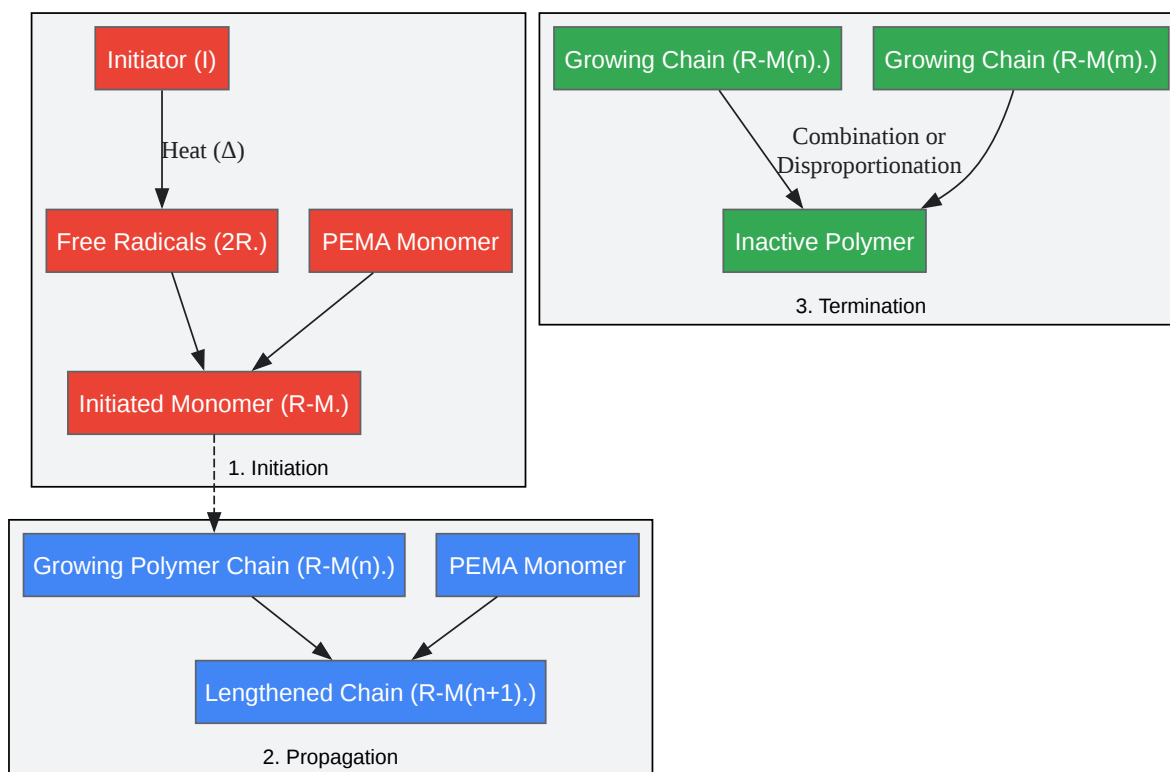 Initiator (I)
Heat (Δ)
Free Radicals (2R.)
PEMA Monomer
Initiated Monomer (R-M.)
1. Initiation
Growing Polymer Chain (R-M(n).)
PEMA Monomer
Lengthened Chain (R-M(n+1).)
2. Propagation
Growing Chain (R-M(n).)
Growing Chain (R-M(m).)
Combination or
Disproportionation
Inactive Polymer
3. Termination